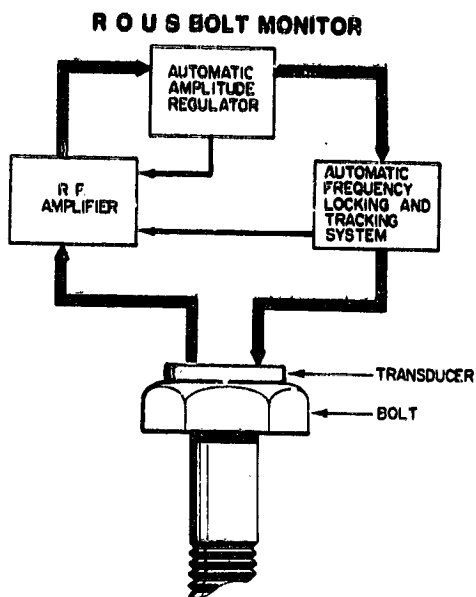 R O U S BOLT MONITOR
AUTOMATIC
AMPLITUDE
REGULATOR
R F
AMPLIFIER
AUTOMATIC
FREQUENCY
LOCKING AND
TRACKING
SYSTEM
TRANSDUCER
BOLT